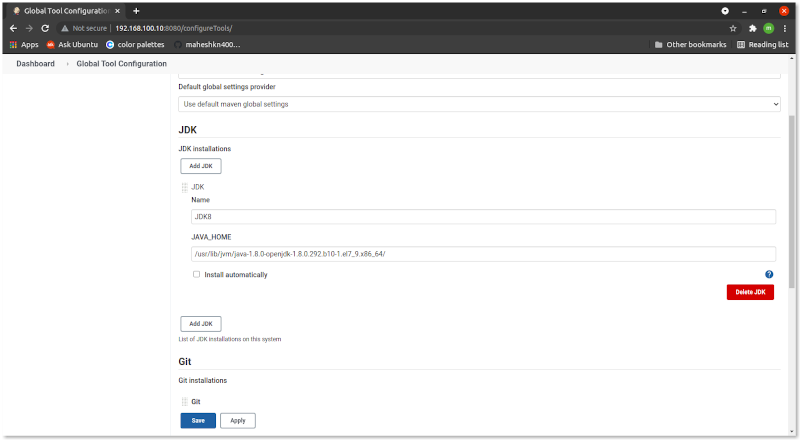 Global Tool Configuration
Not secure | 192.168.100.10:8080/configureTools/
Apps Ask Ubuntu color palettes maheshkn400... Other bookmarks Reading list
Dashboard Global Tool Configuration
Default global settings provider
Use default maven global settings
JDK
JDK installations
Add JDK
JDK
Name
JDK8
JAVA_HOME
/usr/lib/jvm/java-1.8.0-openjdk-1.8.0.292.b10-1.el7_9.x86_64/
Install automatically
?
Delete JDK
Add JDK
List of JDK installations on this system
Git
Git installations
Git
Save Apply